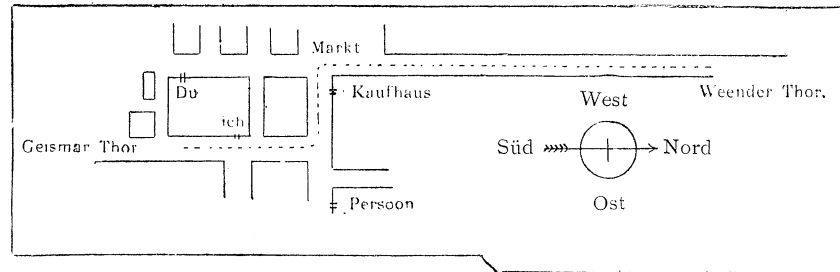 Markt
Du
Kaufhaus
Weender Thor.
West
ich
Geismar Thor
Süd
Nord
Persoon
Ost